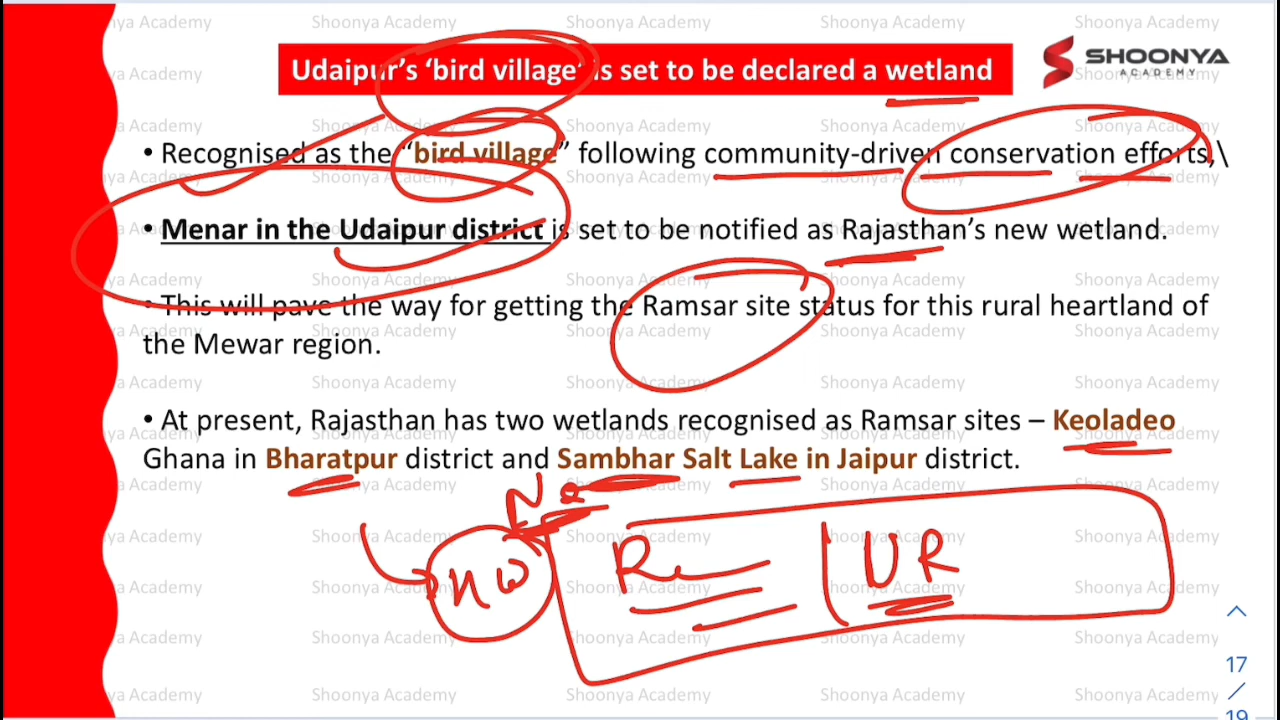 Udaipur's 'bird village' is set to be declared a wetland
SHOONYA
ACADEMY
• Recognised as the "bird village" following community-driven conservation efforts,\
• Menar in the Udaipur district is set to be notified as Rajasthan's new wetland.
• This will pave the way for getting the Ramsar site status for this rural heartland of
the Mewar region.
• At present, Rajasthan has two wetlands recognised as Ramsar sites – Keoladeo
Ghana in Bharatpur district and Sambhar Salt Lake in Jaipur district.
UR
17
/
19
Shoonya Academy